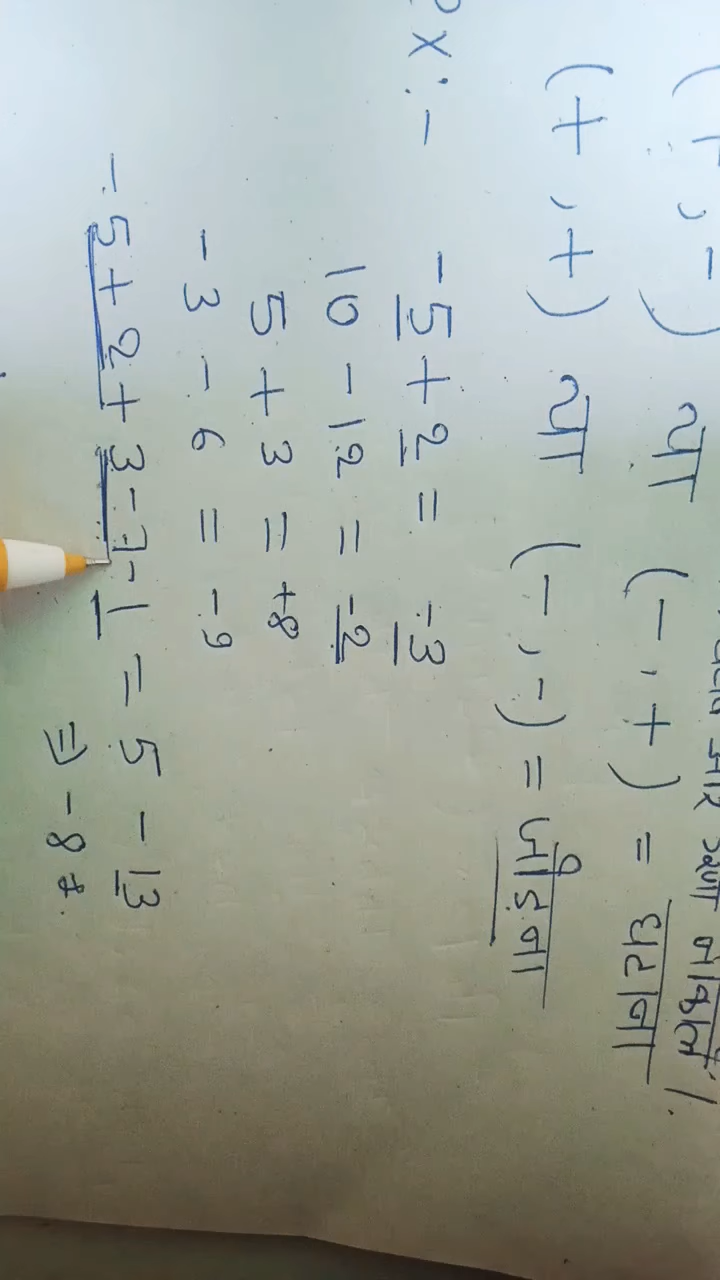 (+, -) या (-, +) = घटाना
(+, +) या (-, -) = जोड़ना
ex:-
-5 + 2 = -3
10 - 12 = -2
5 + 3 = +8
-3 - 6 = -9
-5 + 2 + 3 - 7 - 1 = 5 - 13
⇒ -8